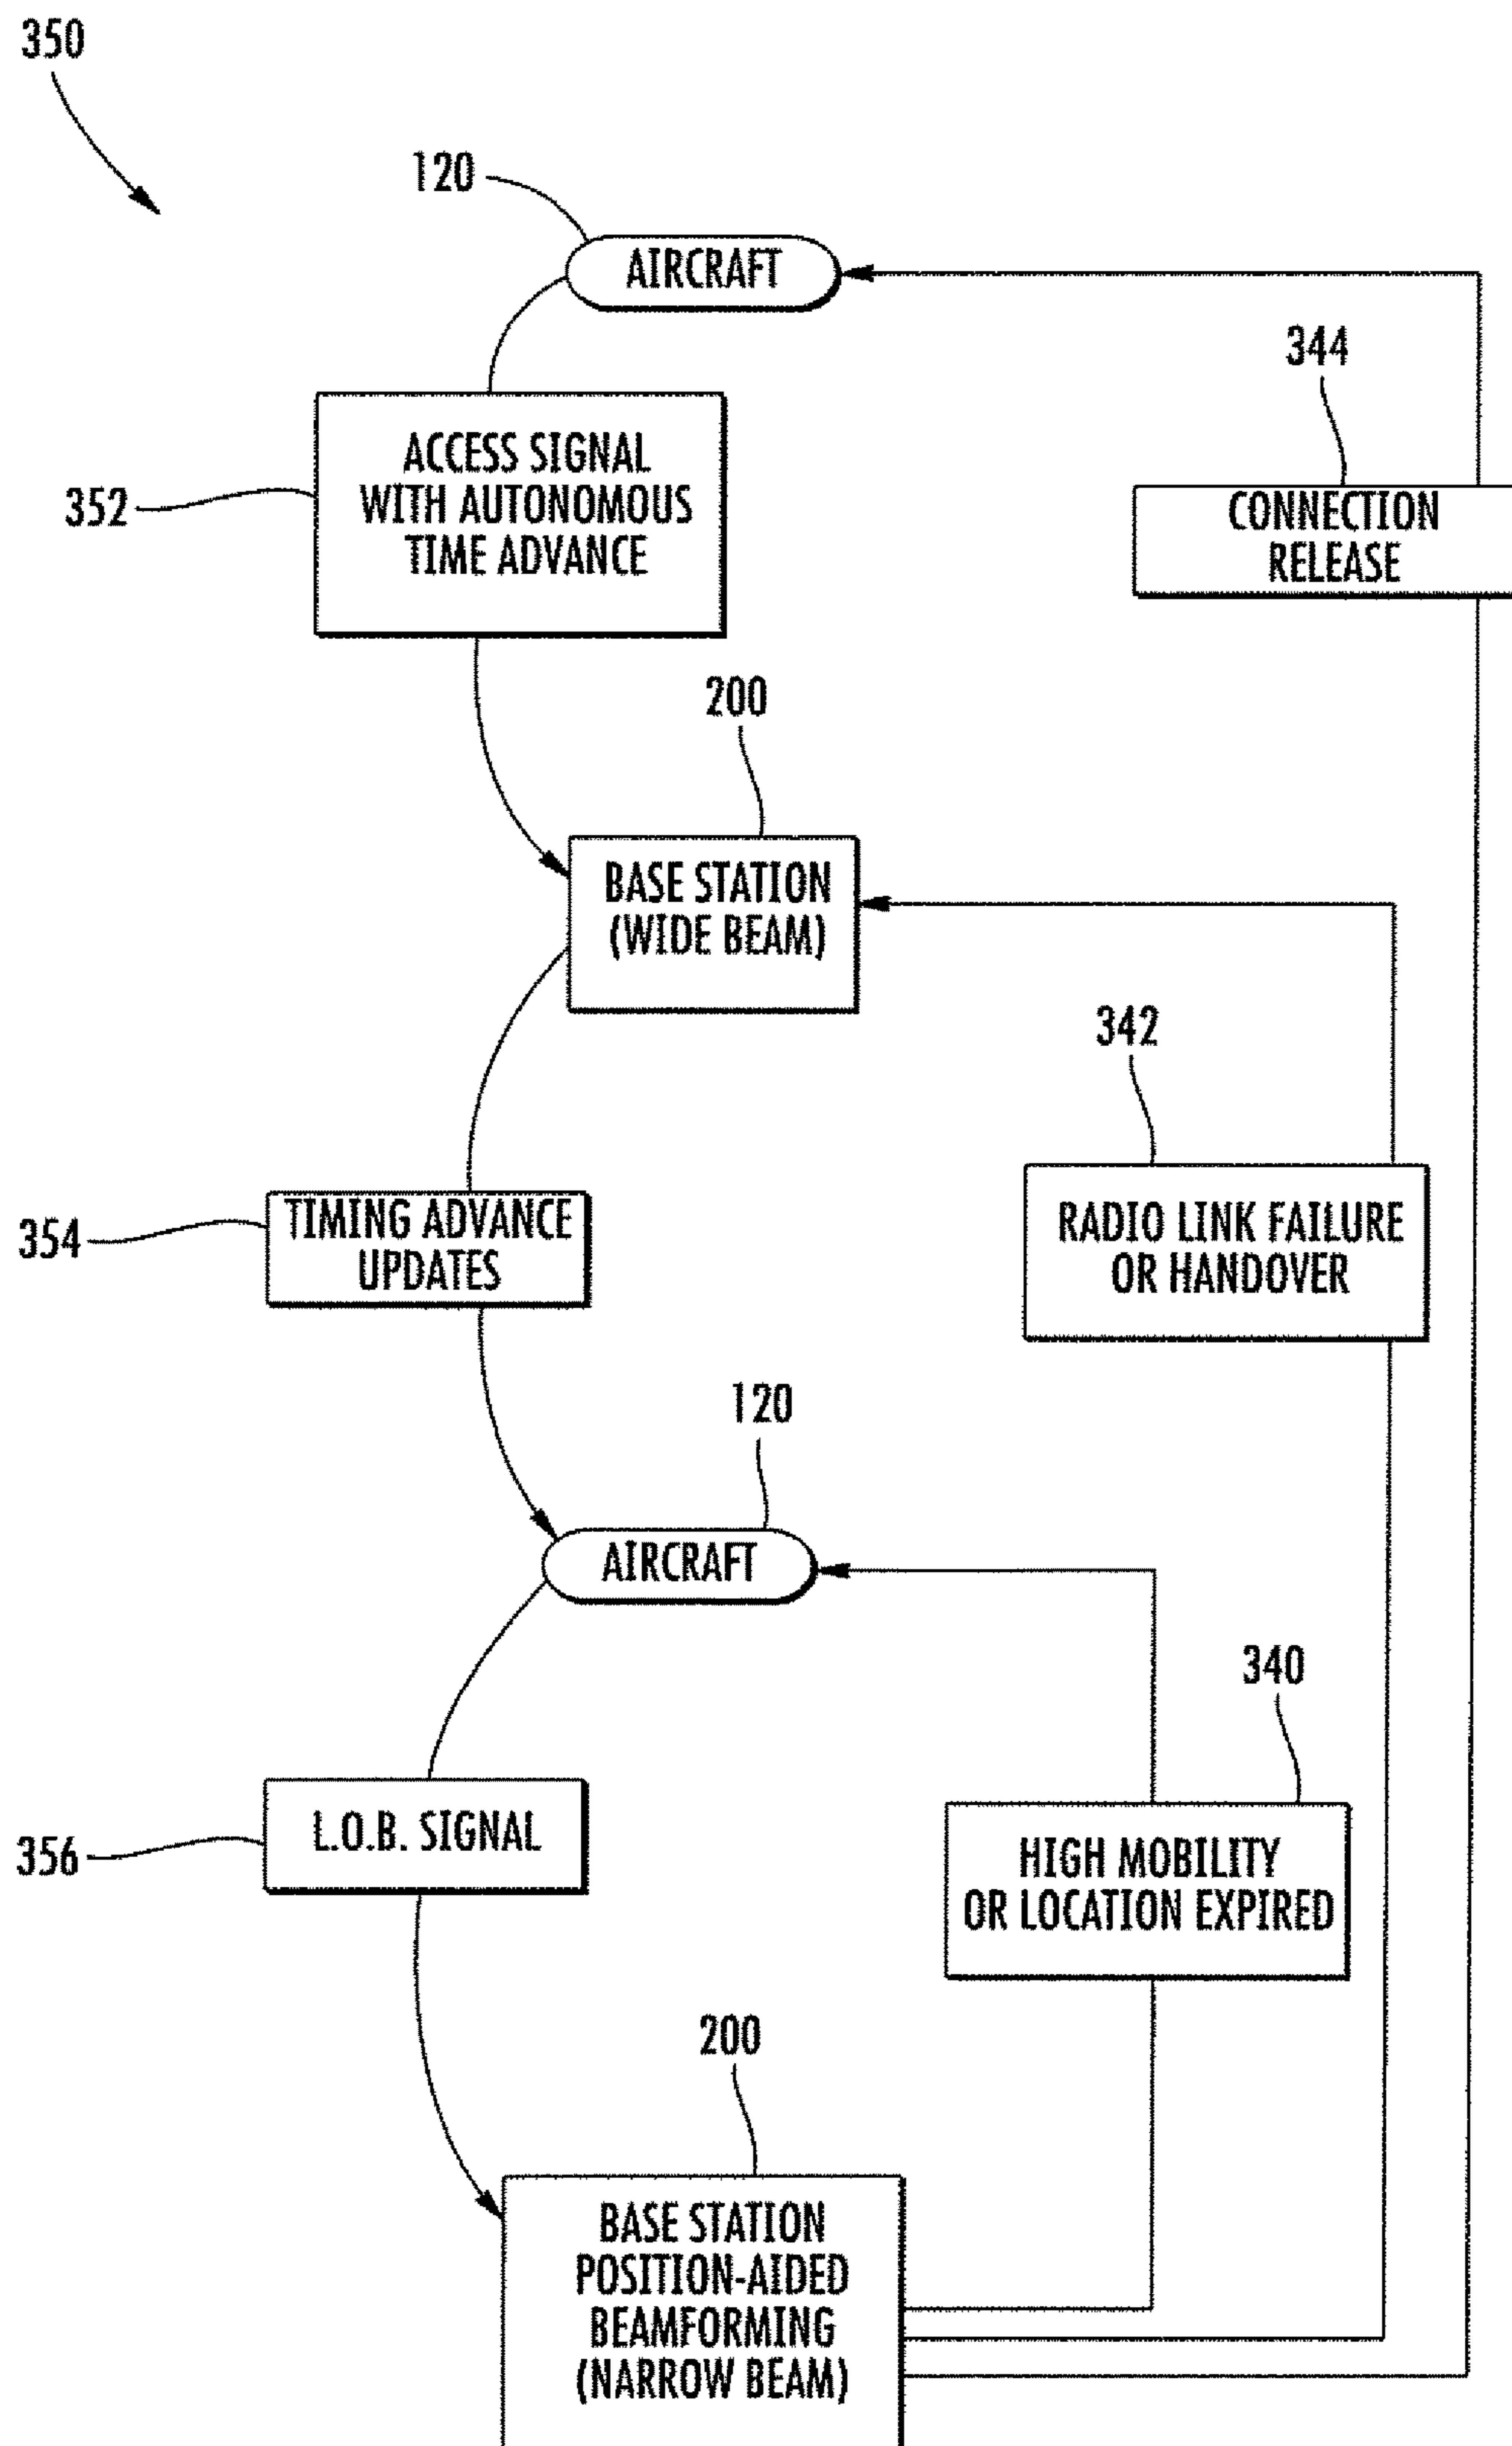 350
120
AIRCRAFT
344
ACCESS SIGNAL
WITH AUTONOMOUS
TIME ADVANCE
352
CONNECTION
RELEASE
200
BASE STATION
(WIDE BEAM)
342
354
TIMING ADVANCE
UPDATES
RADIO LINK FAILURE
OR HANDOVER
120
AIRCRAFT
340
356
L.O.B. SIGNAL
HIGH MOBILITY
OR LOCATION EXPIRED
200
BASE STATION
POSITION-AIDED
BEAMFORMING
(NARROW BEAM)